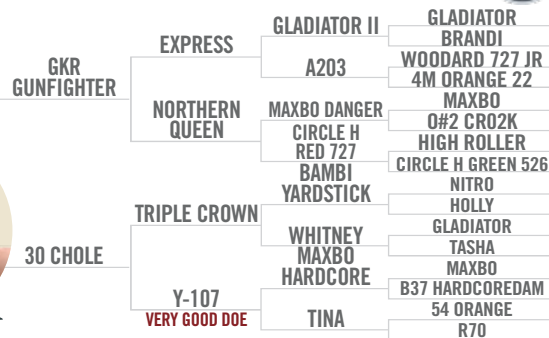 GKR
GUNFIGHTER
EXPRESS
GLADIATOR II
GLADIATOR
BRANDI
A203
WOODARD 727 JR
4M ORANGE 22
NORTHERN
QUEEN
MAXBO DANGER
MAXBO
O#2 CRO2K
CIRCLE H
RED 727
HIGH ROLLER
CIRCLE H GREEN 526
30 CHOLE
TRIPLE CROWN
BAMBI
YARDSTICK
NITRO
HOLLY
WHITNEY
GLADIATOR
TASHA
Y-107
VERY GOOD DOE
MAXBO
HARDCORE
MAXBO
B37 HARDCOREDAM
TINA
54 ORANGE
R70